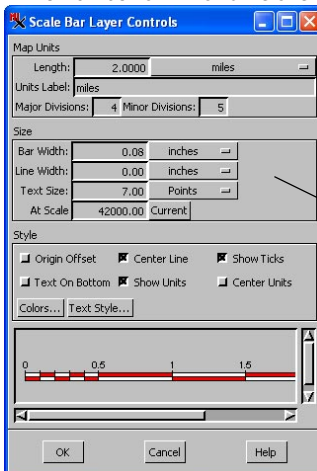 Scale Bar Layer Controls
Map Units
Length: 2.0000 miles
Units Label: miles
Major Divisions: 4 Minor Divisions: 5
Size
Bar Width: 0.08 inches
Line Width: 0.00 inches
Text Size: 7.00 Points
At Scale 42000.00 Current
Style
Origin Offset Center Line Show Ticks
Text On Bottom Show Units Center Units
Colors... Text Style...
0 0.5 1 1.5
OK Cancel Help